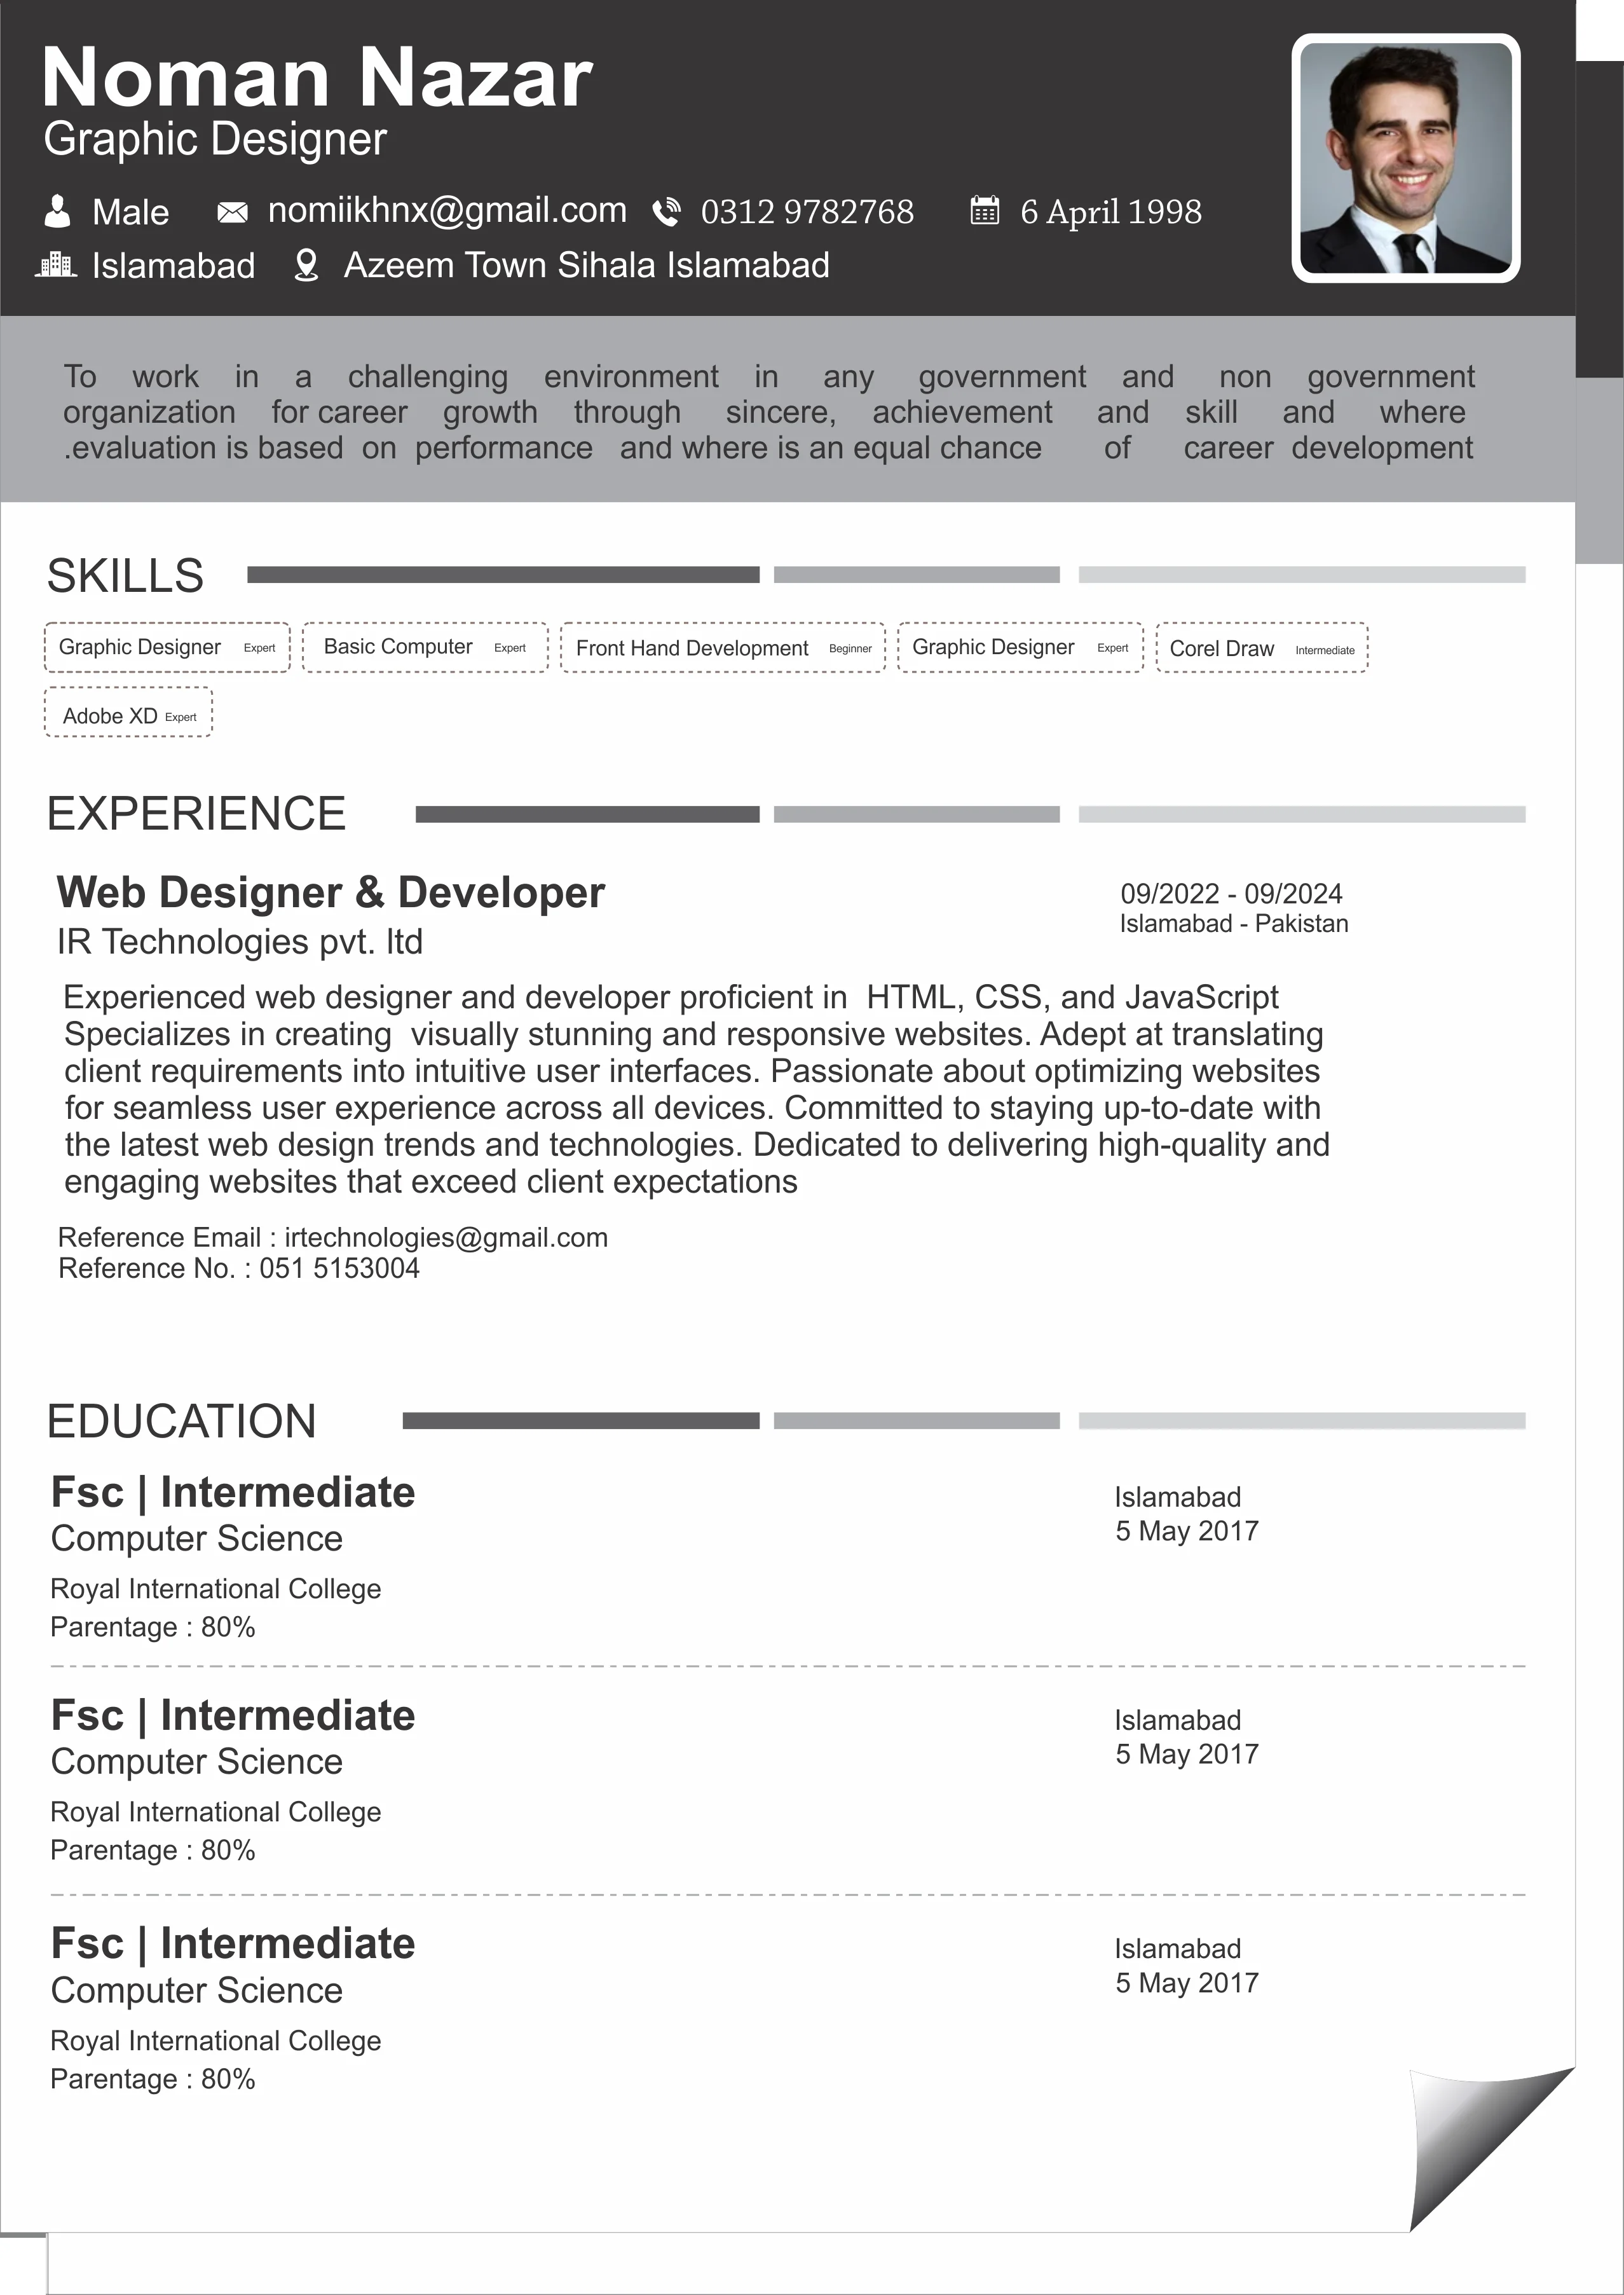 Noman Nazar
Graphic Designer
Male nomiikhnx@gmail.com 0312 9782768 6 April 1998
Islamabad Azeem Town Sihala Islamabad
To work in a challenging environment in any government and non government
organization for career growth through sincere, achievement and skill and where
.evaluation is based on performance and where is an equal chance of career development
SKILLS
Graphic Designer Expert Basic Computer Expert Front Hand Development Beginner Graphic Designer Expert Corel Draw Intermediate
Adobe XD Expert
EXPERIENCE
Web Designer & Developer 09/2022 - 09/2024
IR Technologies pvt. ltd Islamabad - Pakistan
Experienced web designer and developer proficient in HTML, CSS, and JavaScript
Specializes in creating visually stunning and responsive websites. Adept at translating
client requirements into intuitive user interfaces. Passionate about optimizing websites
for seamless user experience across all devices. Committed to staying up-to-date with
the latest web design trends and technologies. Dedicated to delivering high-quality and
engaging websites that exceed client expectations
Reference Email : irtechnologies@gmail.com
Reference No. : 051 5153004
EDUCATION
Fsc | Intermediate Islamabad
Computer Science 5 May 2017
Royal International College
Parentage : 80%
Fsc | Intermediate Islamabad
Computer Science 5 May 2017
Royal International College
Parentage : 80%
Fsc | Intermediate Islamabad
Computer Science 5 May 2017
Royal International College
Parentage : 80%